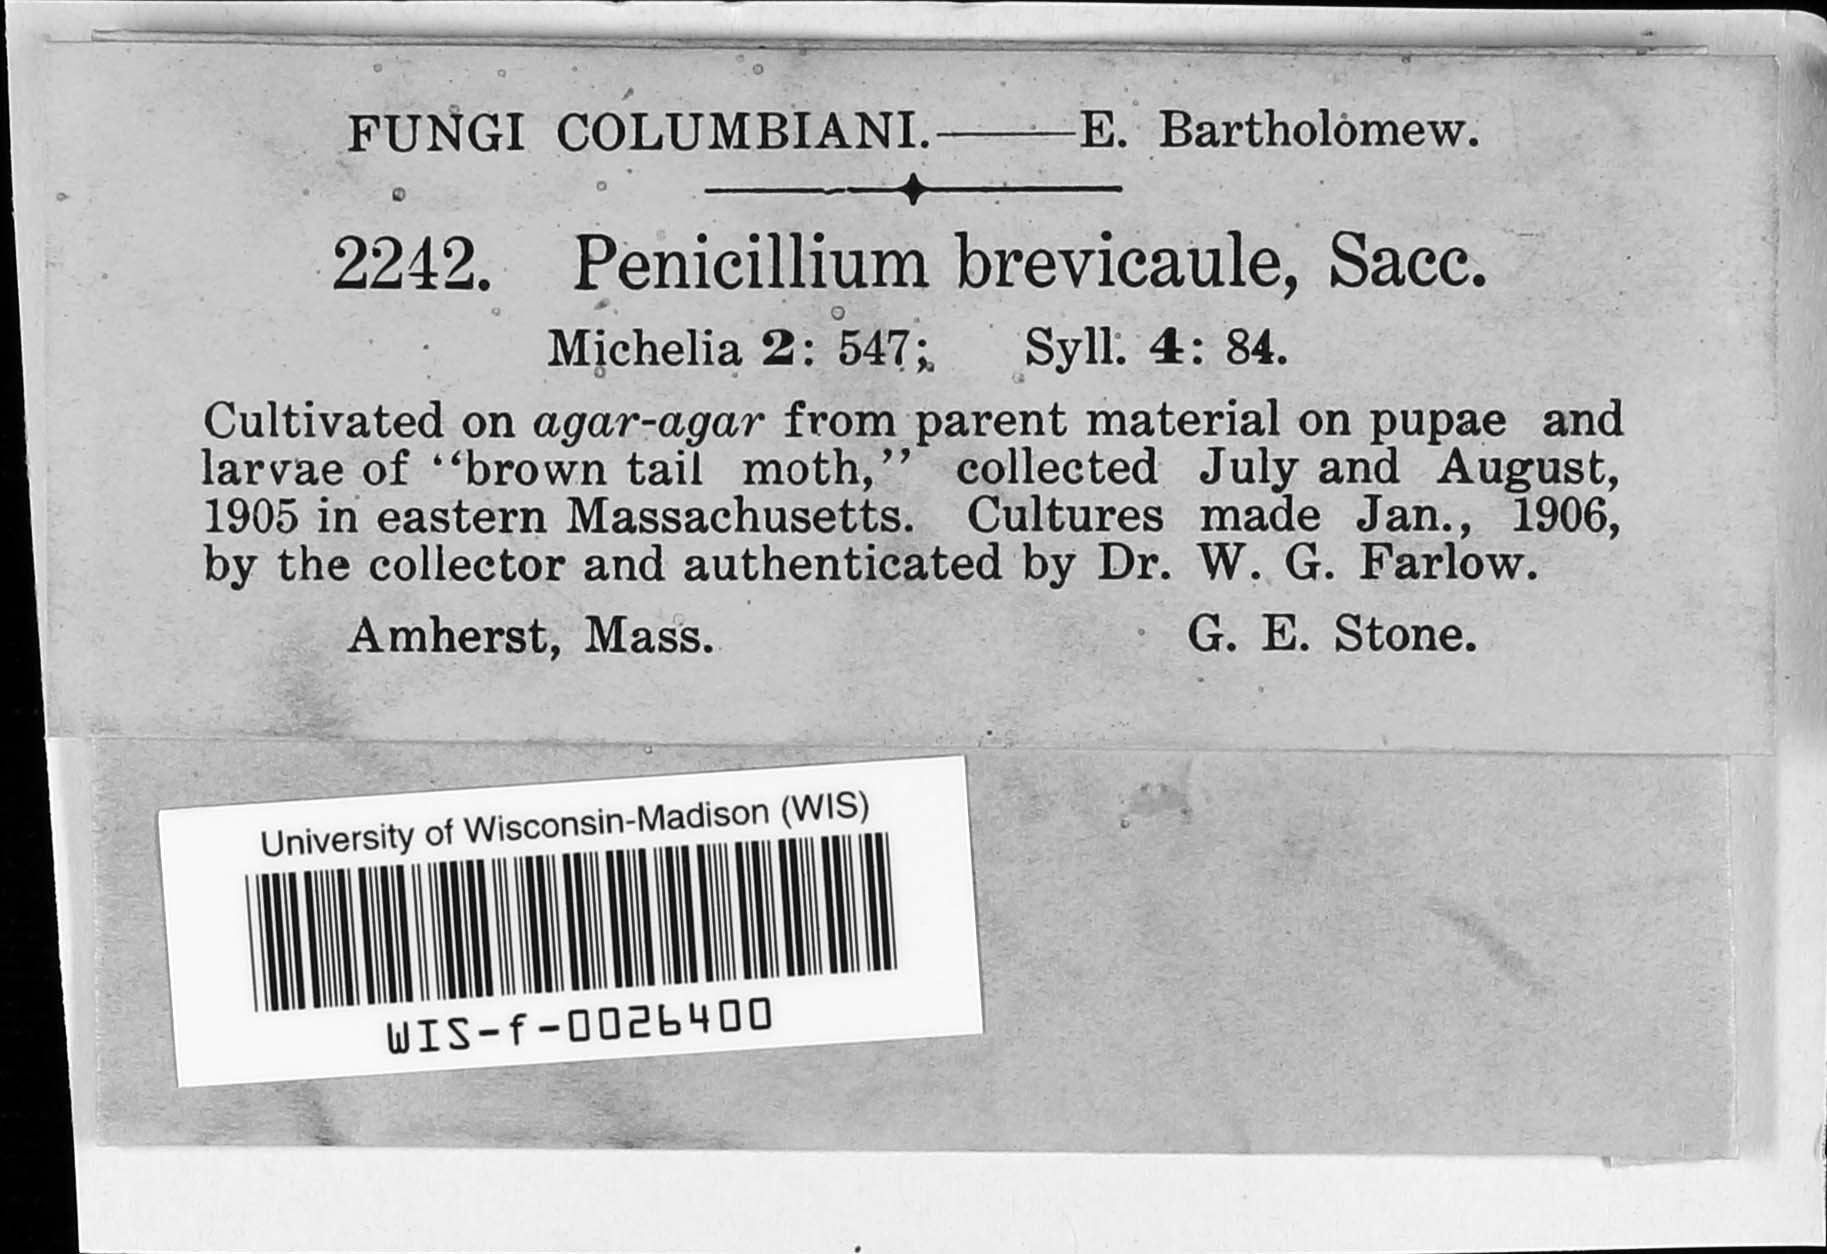 FUNGI COLUMBIANI.——E. Bartholomew.
2242. Penicillium brevicaule, Sacc.
Michelia 2: 547; Syll. 4: 84.
Cultivated on agar-agar from parent material on pupae and
larvae of "brown tail moth," collected July and August,
1905 in eastern Massachusetts. Cultures made Jan., 1906,
by the collector and authenticated by Dr. W. G. Farlow.
Amherst, Mass. G. E. Stone.
University of Wisconsin-Madison (WIS)
WIS-f-0026400